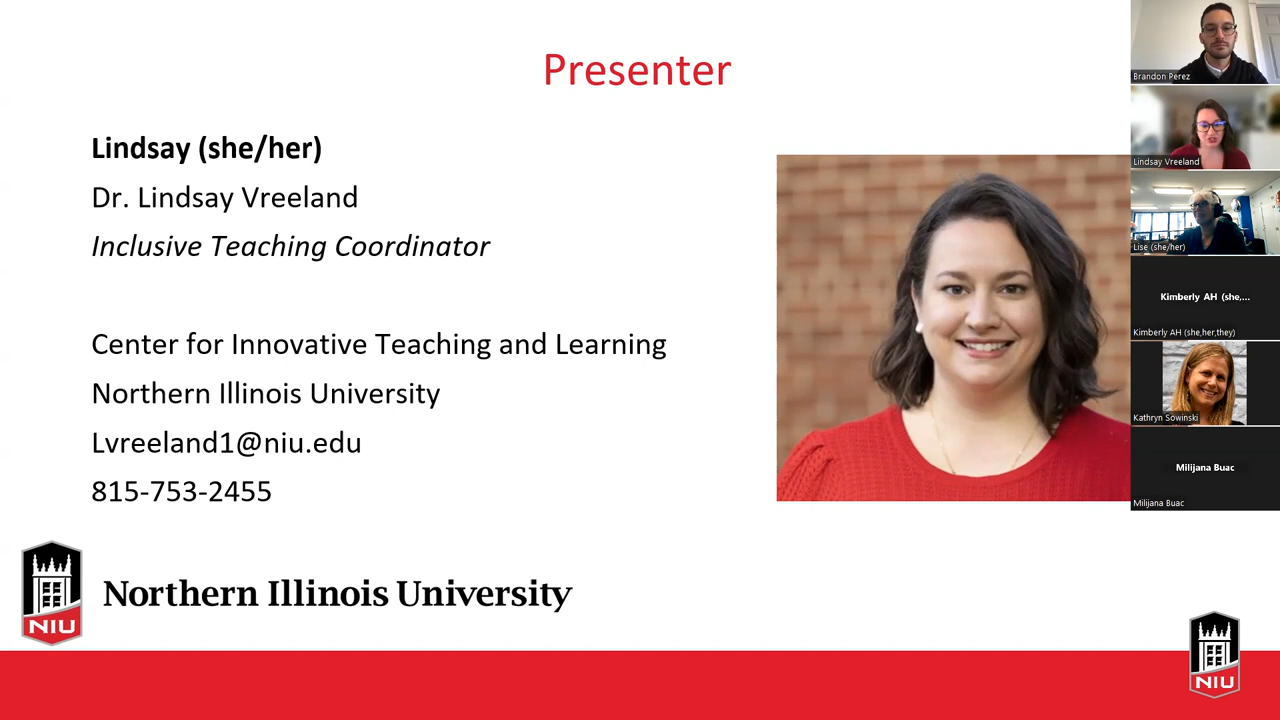 Presenter
Lindsay (she/her)
Dr. Lindsay Vreeland
Inclusive Teaching Coordinator
Center for Innovative Teaching and Learning
Northern Illinois University
Lvreeland1@niu.edu
815-753-2455
NIU
Northern Illinois University
NIU
Brandon Perez
Lindsay Vreeland
Lise (she/her)
Kimberly AH (she,...
Kimberly AH (she,her,they)
Kathryn Sowinski
Milijana Buac
Milijana Buac